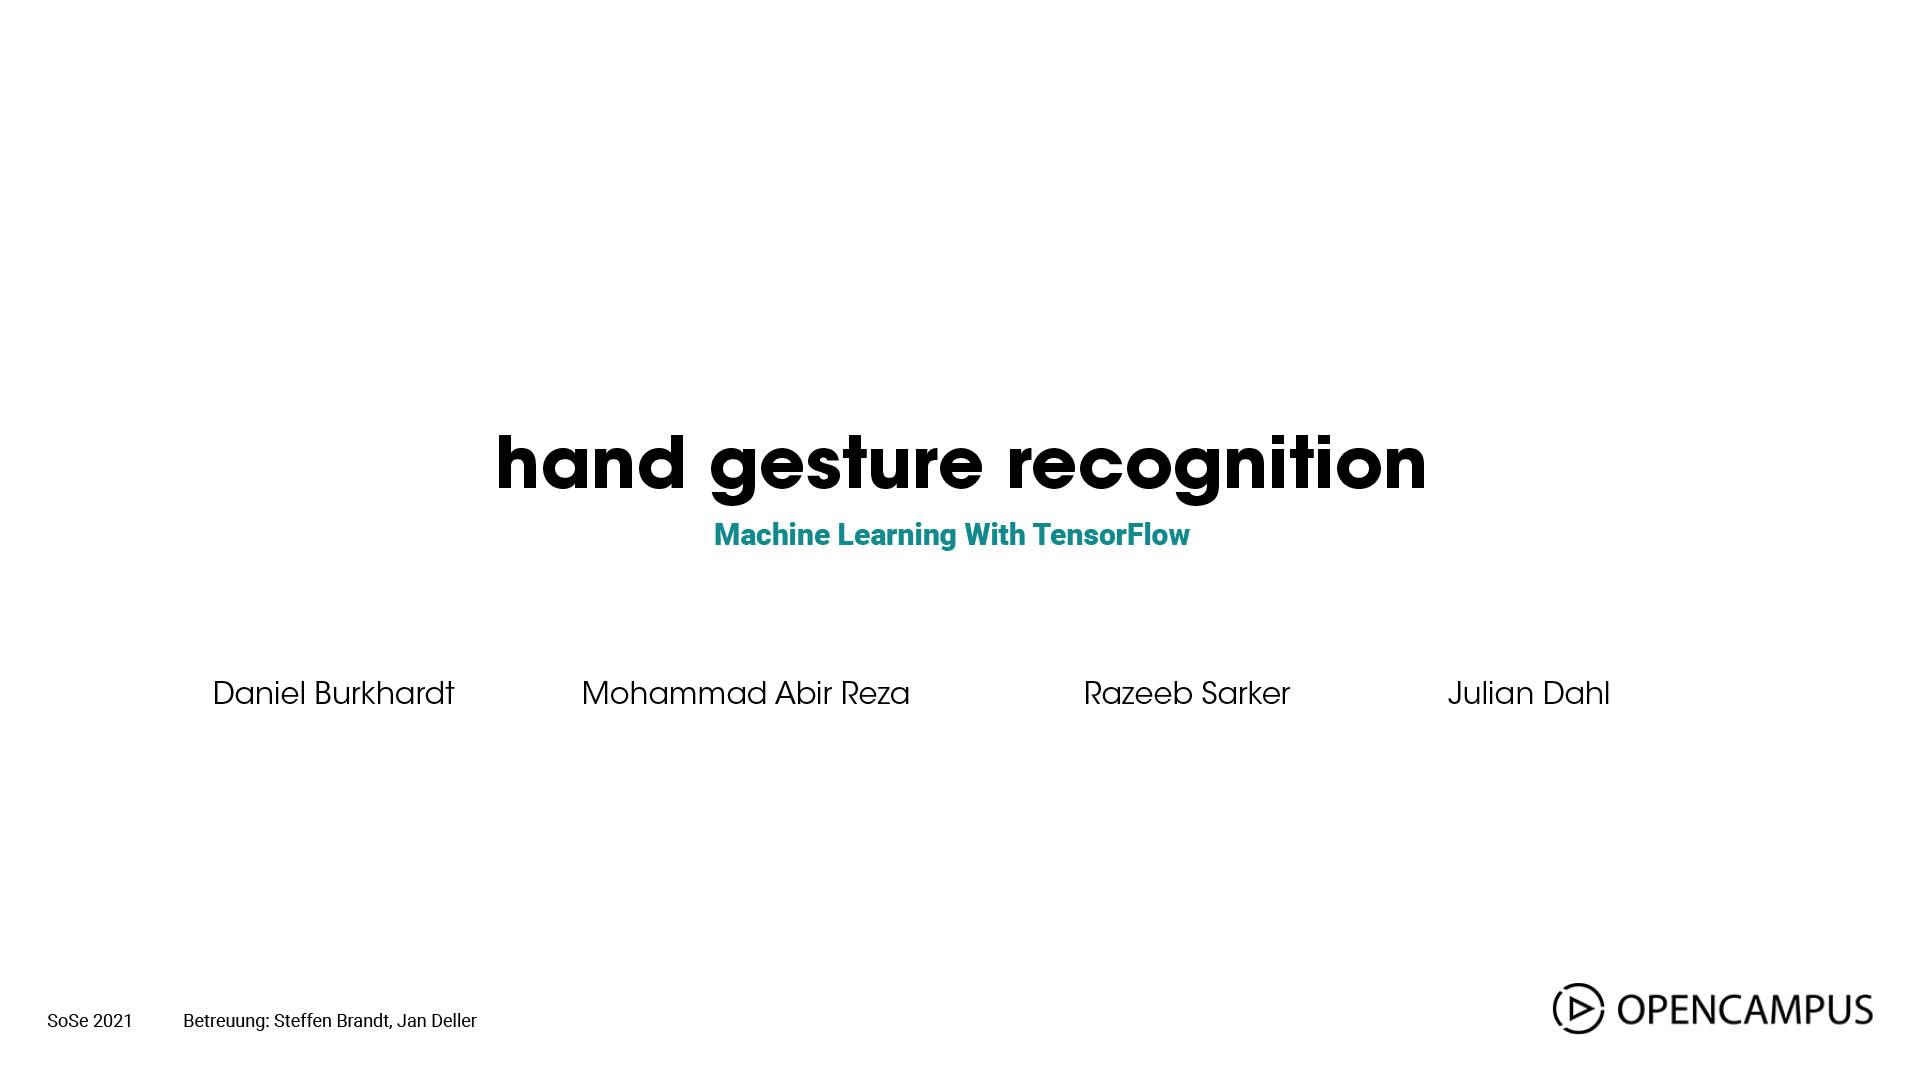 hand gesture recognition
Machine Learning With TensorFlow
Daniel Burkhardt Mohammad Abir Reza Razeeb Sarker Julian Dahl
SoSe 2021 Betreuung: Steffen Brandt, Jan Deller
OPENCAMPUS